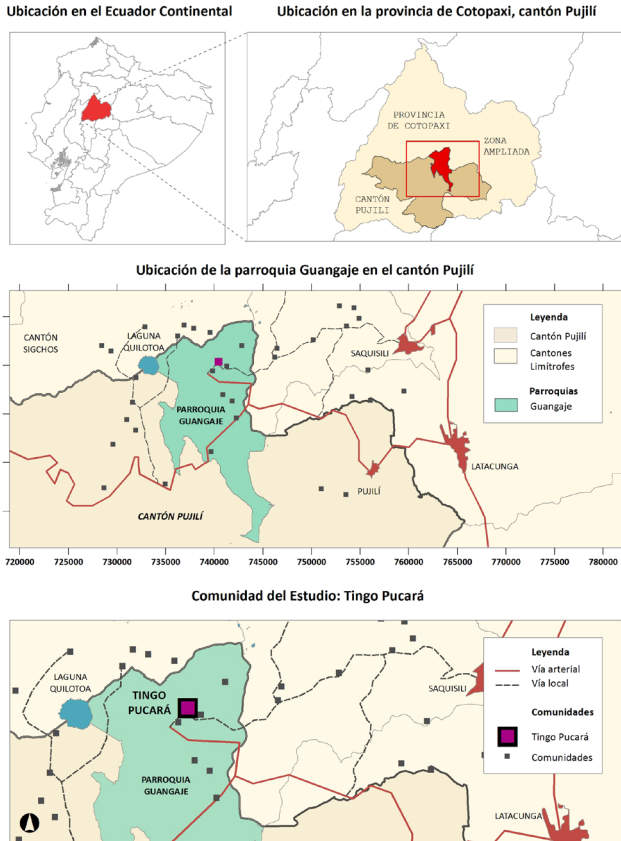 Ubicación en el Ecuador Continental
Ubicación en la provincia de Cotopaxi, cantón Pujilí
PROVINCIA
DE COTOPAXI
ZONA
AMPLIADA
CANTÓN
PUJILI
Ubicación de la parroquia Guangaje en el cantón Pujilí
CANTÓN
SIGCHOS
LAGUNA
QUILOTOA
SAQUISILI
PARROQUIA
GUANGAJE
LATACUNGA
PUJILÍ
CANTÓN PUJILÍ
Leyenda
Cantón Pujilí
Cantones
Limítrofes
Parroquias
Guangaje
720000 725000 730000 735000 740000 745000 750000 755000 760000 765000 770000 775000 780000
Comunidad del Estudio: Tingo Pucará
LAGUNA
QUILOTOA
TINGO
PUCARÁ
SAQUISILI
PARROQUIA
GUANGAJE
LATACUNGA
Leyenda
Vía arterial
Vía local
Comunidades
Tingo Pucará
Comunidades